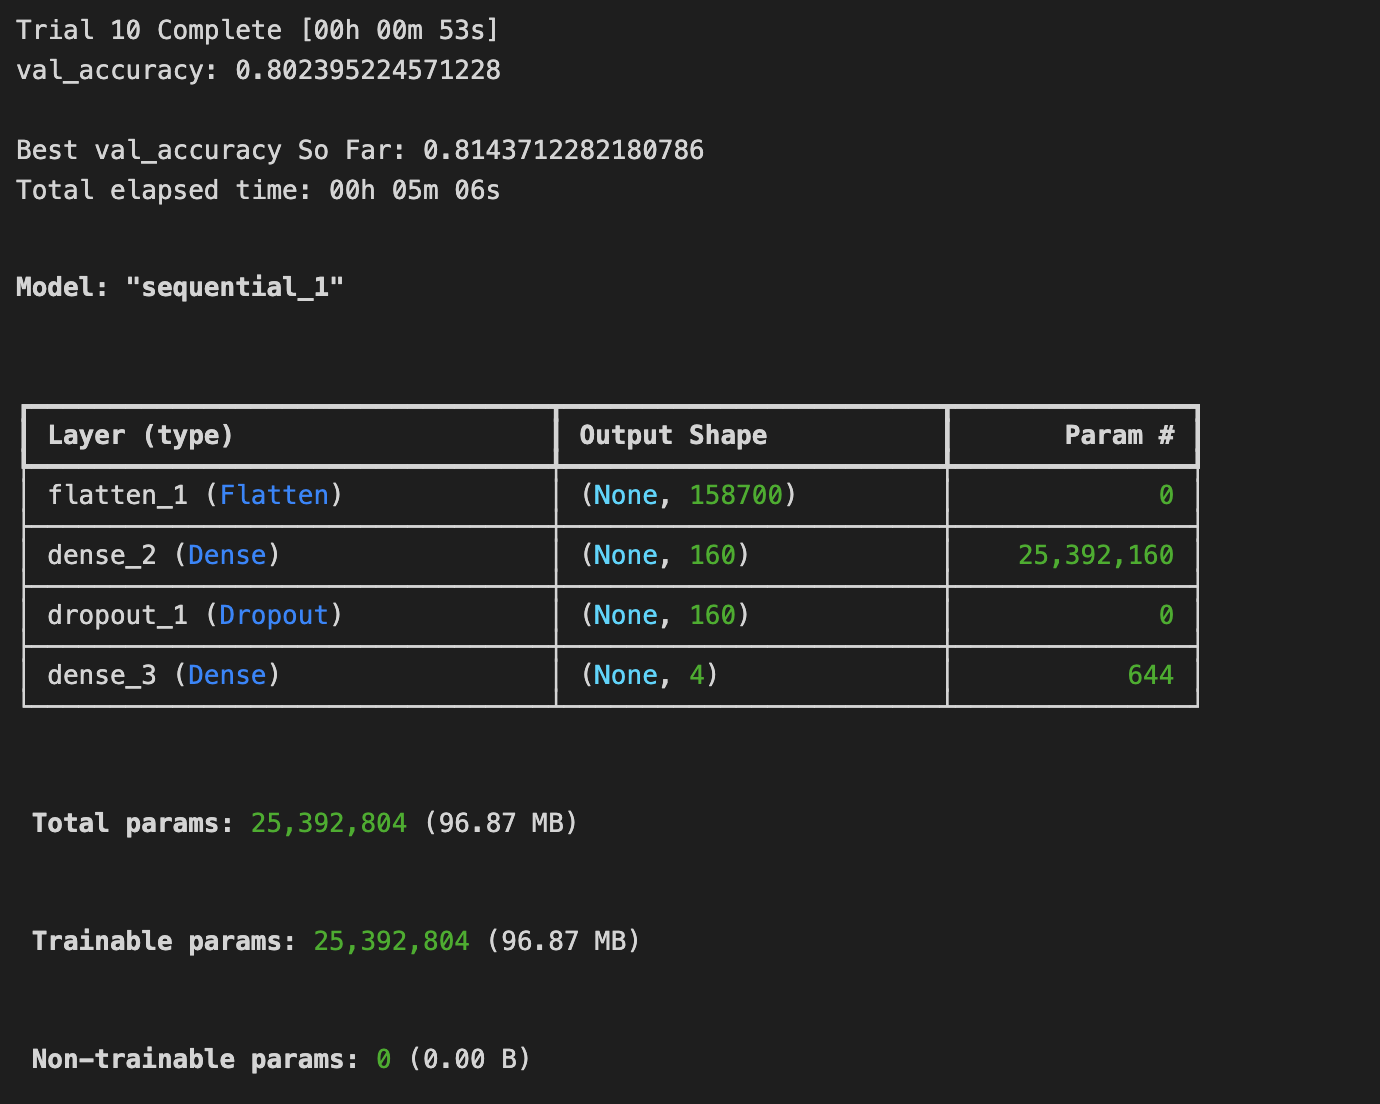 Trial 10 Complete [00h 00m 53s]
val_accuracy: 0.802395224571228
Best val_accuracy So Far: 0.8143712282180786
Total elapsed time: 00h 05m 06s
Model: "sequential_1"
Layer (type) Output Shape Param #
flatten_1 (Flatten) (None, 158700) 0
dense_2 (Dense) (None, 160) 25,392,160
dropout_1 (Dropout) (None, 160) 0
dense_3 (Dense) (None, 4) 644
Total params: 25,392,804 (96.87 MB)
Trainable params: 25,392,804 (96.87 MB)
Non-trainable params: 0 (0.00 B)